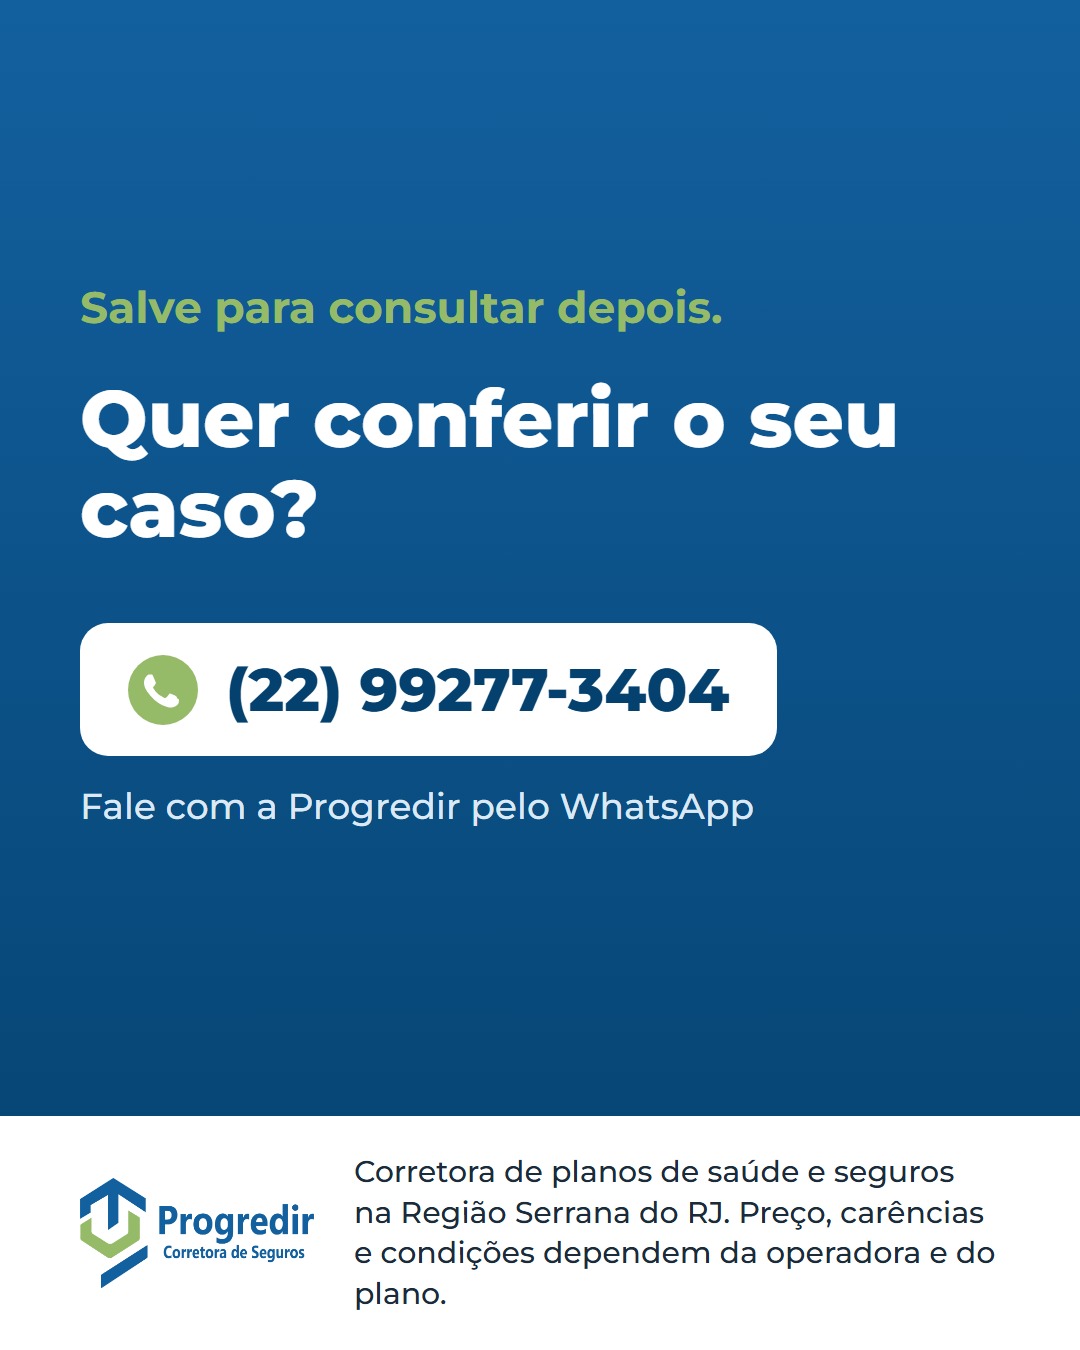 Salve para consultar depois.
Quer conferir o seu
caso?
(22) 99277-3404
Fale com a Progredir pelo WhatsApp
Progredir
Corretora de Seguros
Corretora de planos de saúde e seguros
na Região Serrana do RJ. Preço, carências
e condições dependem da operadora e do
plano.